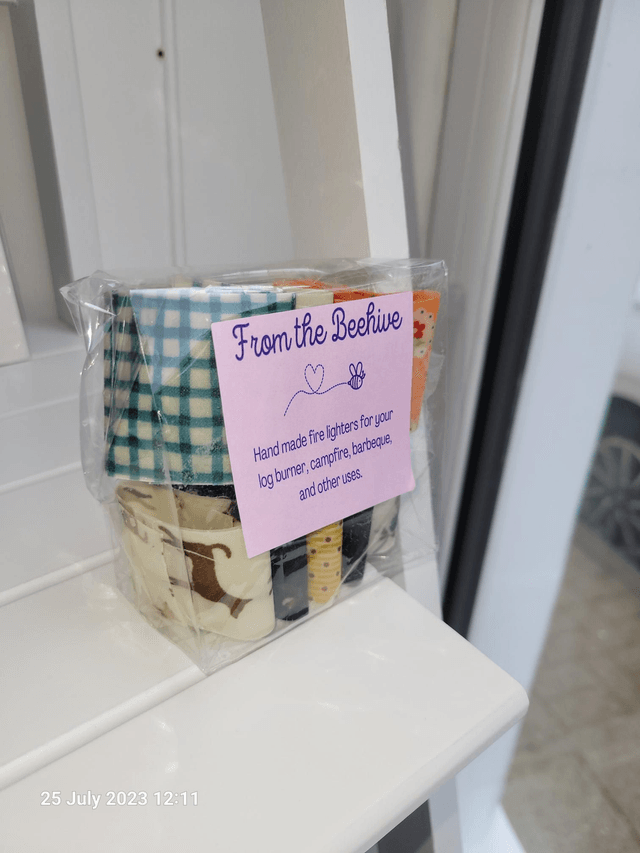 From the Beehive
Hand made fire lighters for your
log burner, campfire, barbeque,
and other uses.
25 July 2023 12:11